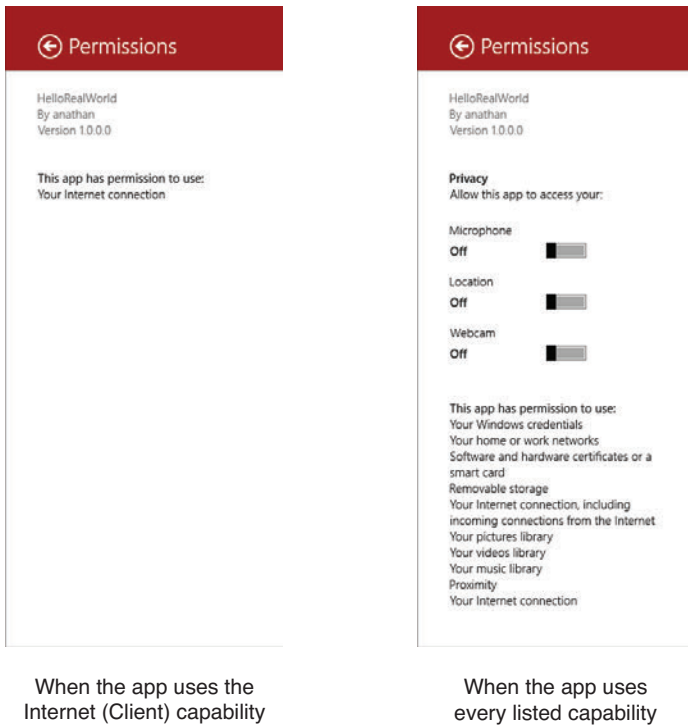 Permissions
HelloRealWorld
By anathan
Version 1.0.0.0
This app has permission to use:
Your Internet connection
When the app uses the
Internet (Client) capability
Permissions
HelloRealWorld
By anathan
Version 1.0.0.0
Privacy
Allow this app to access your:
Microphone
Off
Location
Off
Webcam
Off
This app has permission to use:
Your Windows credentials
Your home or work networks
Software and hardware certificates or a
smart card
Removable storage
Your Internet connection, including
incoming connections from the Internet
Your pictures library
Your videos library
Your music library
Proximity
Your Internet connection
When the app uses
every listed capability